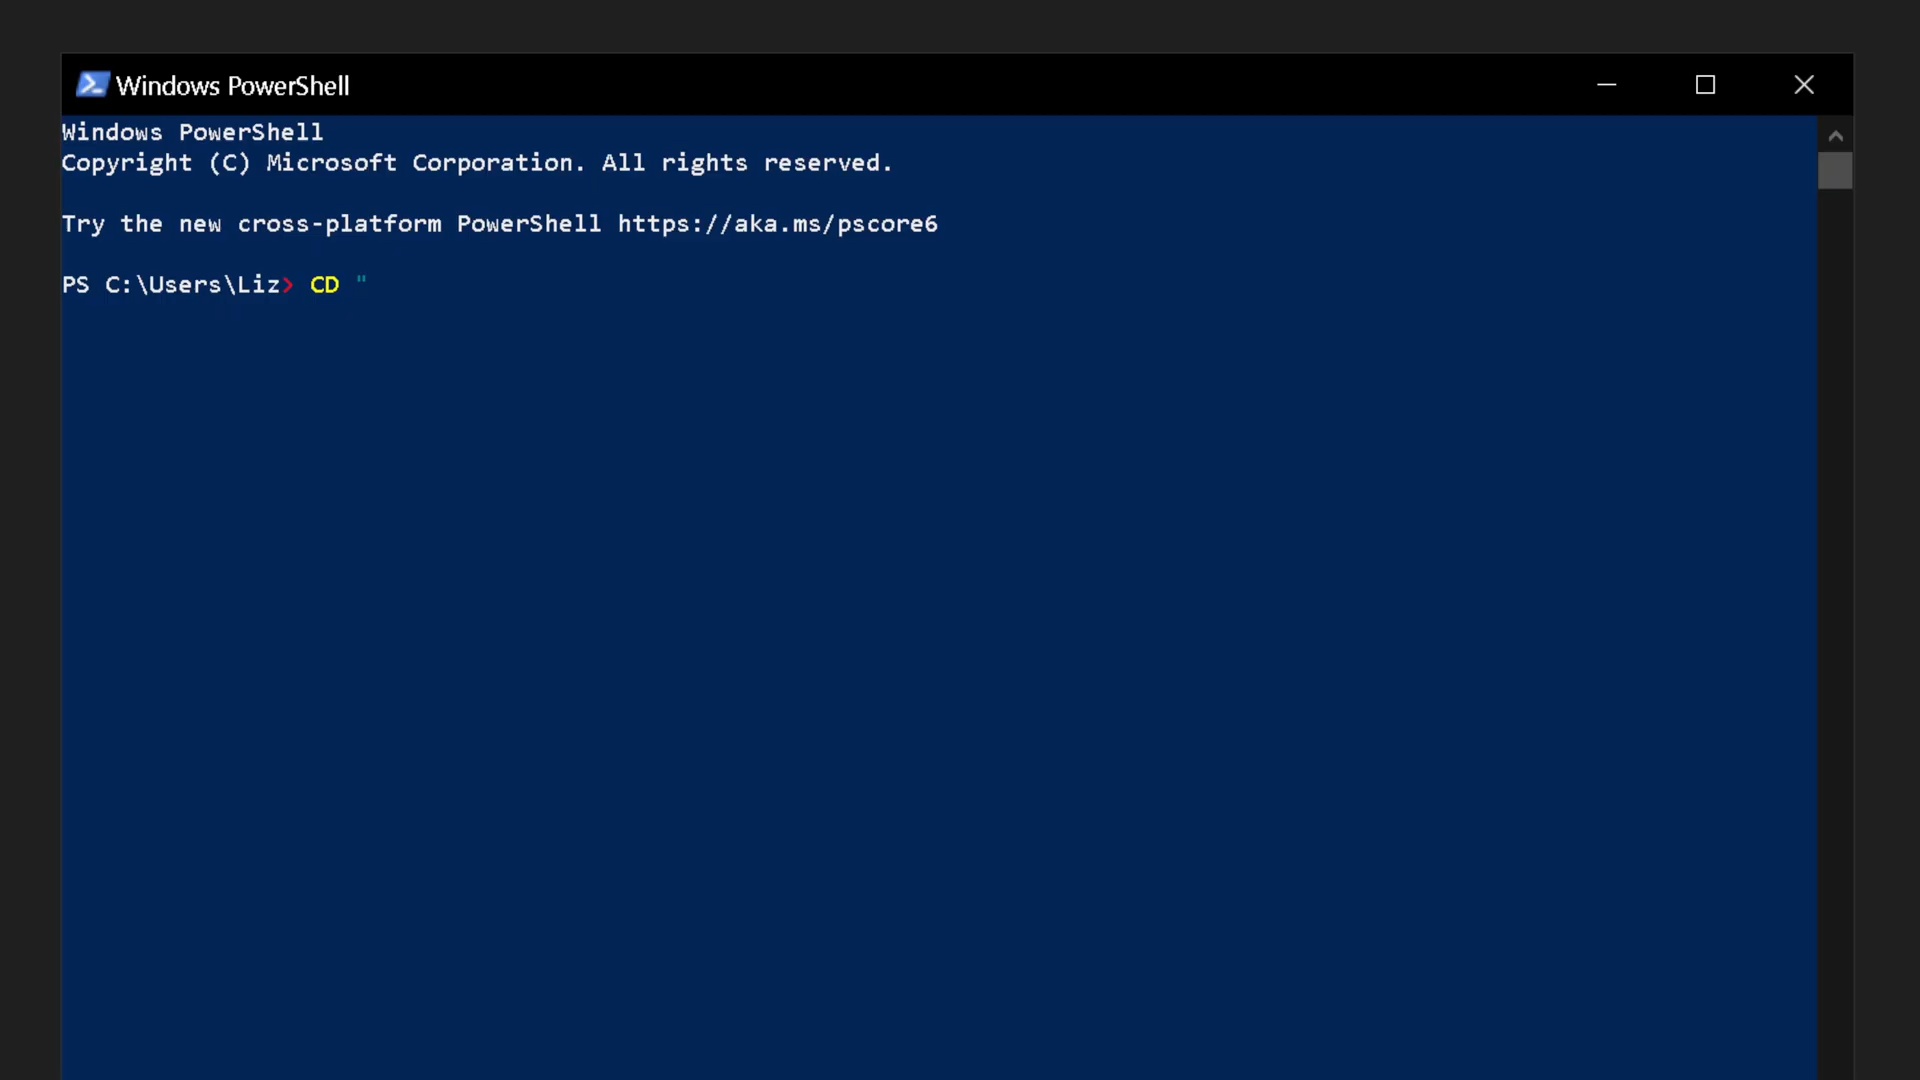 Windows PowerShell
Windows PowerShell
Copyright (C) Microsoft Corporation. All rights reserved.
Try the new cross-platform PowerShell https://aka.ms/pscore6
PS C:\Users\Liz> CD "